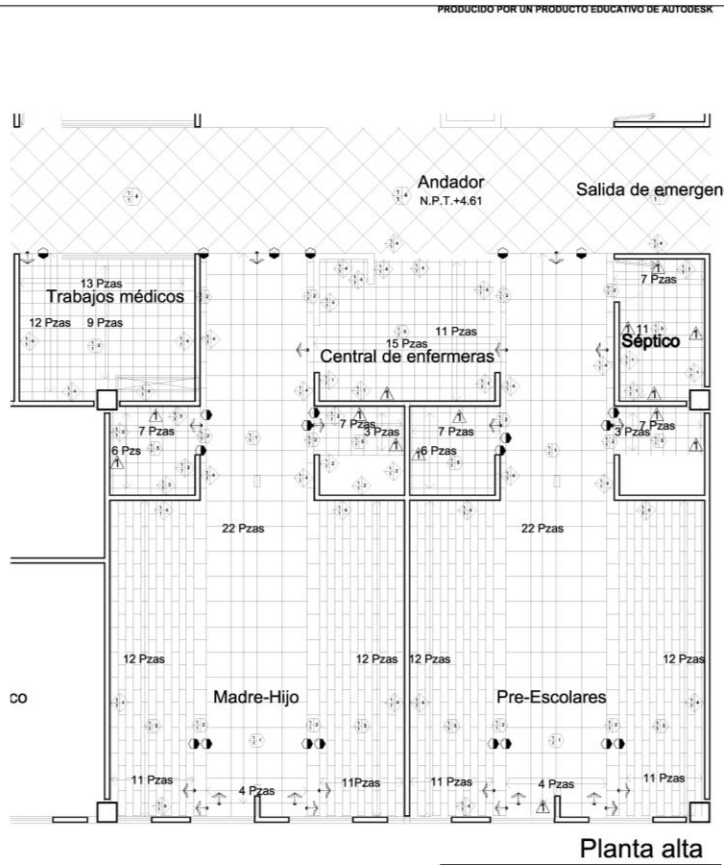 PRODUCIDO POR UN PRODUCTO EDUCATIVO DE AUTODESK
Andador
N.P.T.+4.61
Salida de emergen
13 Pzas
Trabajos médicos
12 Pzas
9 Pzas
7 Pzas
11
Séptico
11 Pzas
15 Pzas
Central de enfermeras
7 Pzas
6 Pzs
7 Pzas
3 Pzas
7 Pzas
6 Pzas
7 Pzas
3 Pzas
22 Pzas
22 Pzas
12 Pzas
12 Pzas
12 Pzas
12 Pzas
co
Madre-Hijo
Pre-Escolares
11 Pzas
4 Pzas
11Pzas
11 Pzas
4 Pzas
11 Pzas
Planta alta